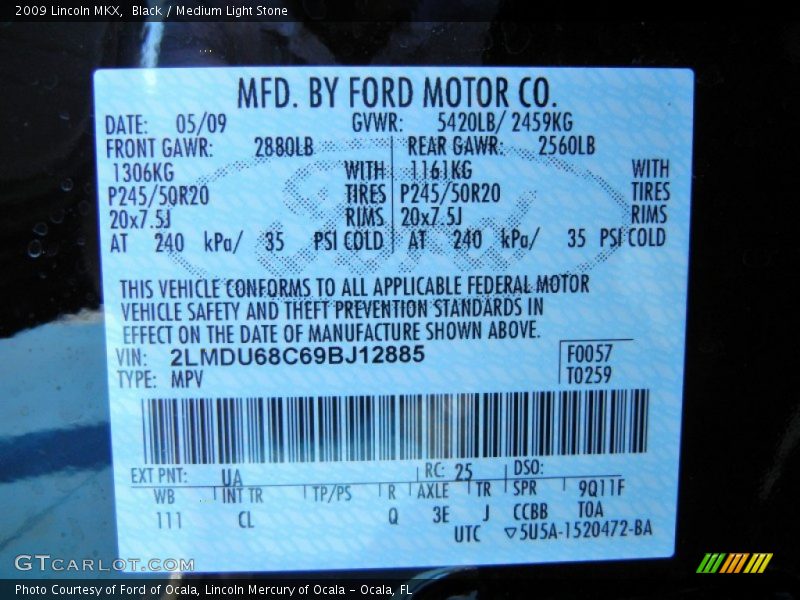 2009 Lincoln MKX, Black / Medium Light Stone
MFD. BY FORD MOTOR CO.
DATE: 05/09 GVWR: 5420LB/ 2459KG
FRONT GAWR: 2880LB REAR GAWR: 2560LB
1306KG WITH 1161KG WITH
P245/50R20 TIRES P245/50R20 TIRES
20x7.5J RIMS 20x7.5J RIMS
AT 240 kPa/ 35 PSI COLD AT 240 kPa/ 35 PSI COLD
Ford
THIS VEHICLE CONFORMS TO ALL APPLICABLE FEDERAL MOTOR
VEHICLE SAFETY AND THEFT PREVENTION STANDARDS IN
EFFECT ON THE DATE OF MANUFACTURE SHOWN ABOVE.
VIN: 2LMDU68C69BJ12885 F0057
TYPE: MPV T0259
EXT PNT: UA RC: 25 DSO:
WB INT TR TP/PS R AXLE TR SPR 9Q11F
111 CL Q 3E J CCBB TOA
UTC ▽5U5A-1520472-BA
GTCARLOT.COM
Photo Courtesy of Ford of Ocala, Lincoln Mercury of Ocala - Ocala, FL